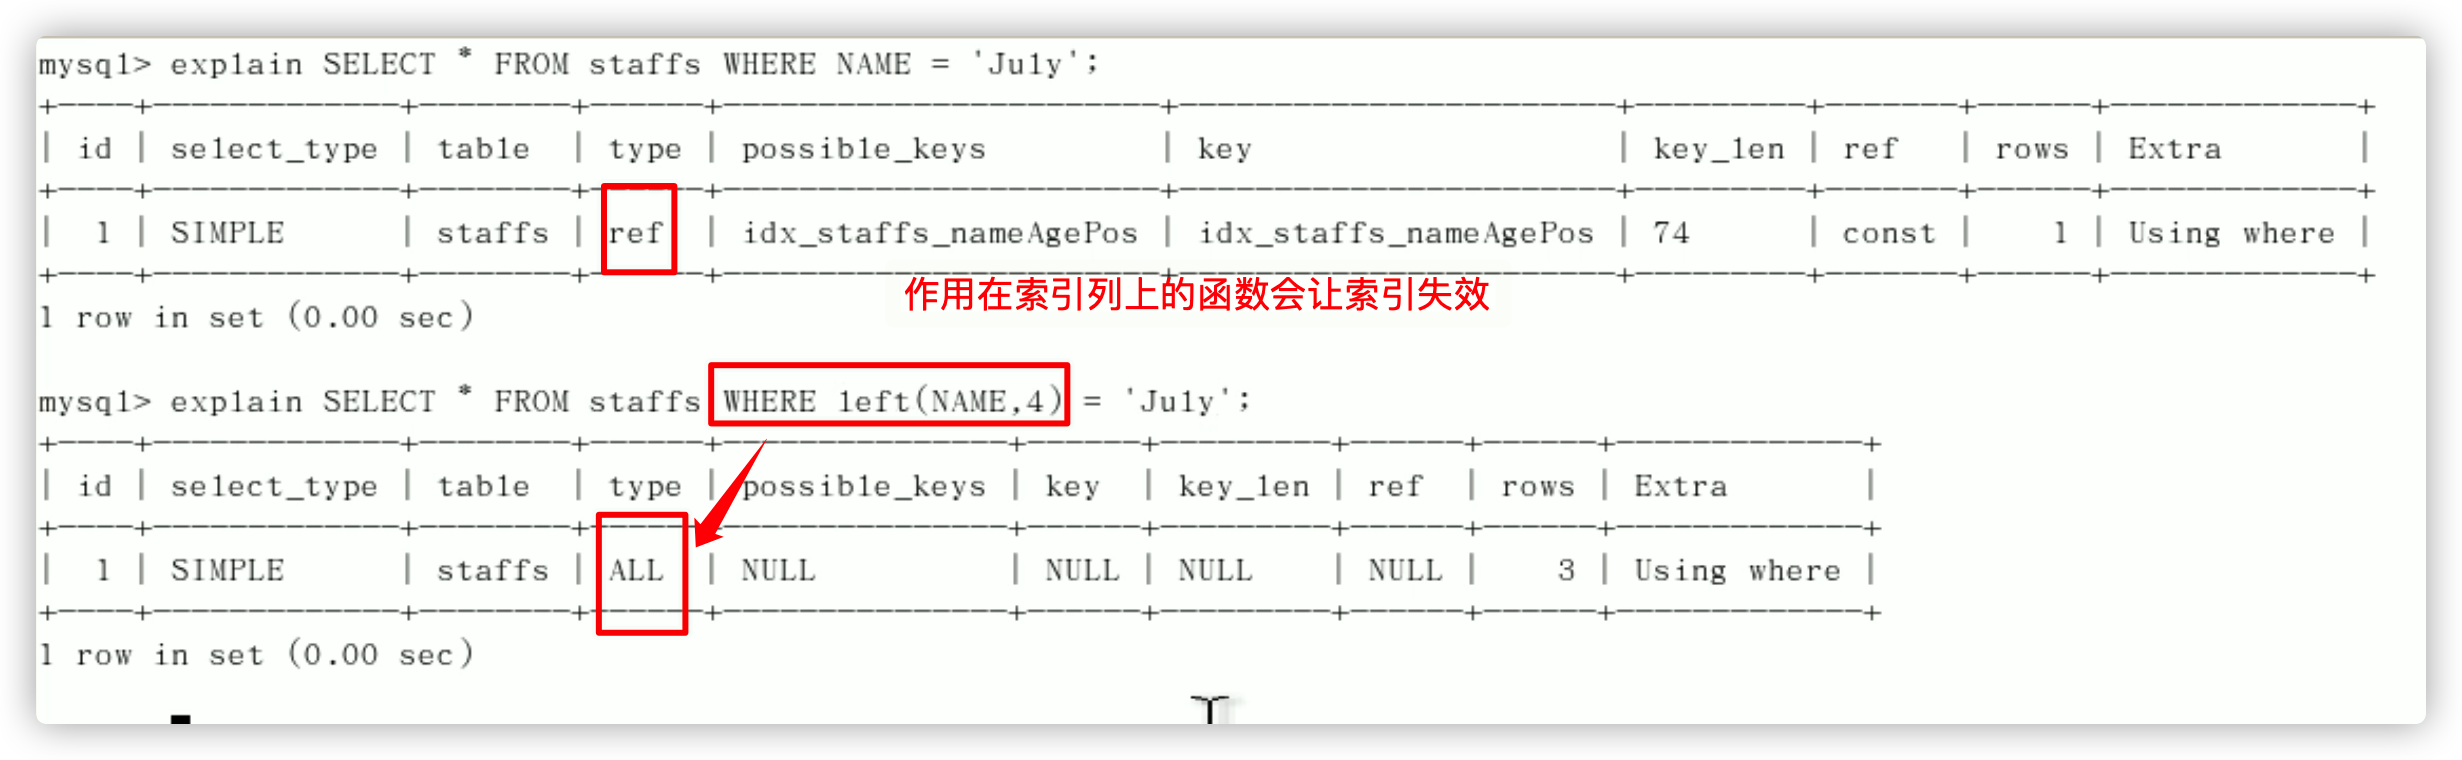 mysql> explain SELECT * FROM staffs WHERE NAME = 'July';
+----+-------------+--------+------+-----------------------+-----------------------+---------+-------+------+-------------+
| id | select_type | table | type | possible_keys | key | key_len | ref | rows | Extra |
+----+-------------+--------+------+-----------------------+-----------------------+---------+-------+------+-------------+
| 1 | SIMPLE | staffs | ref | idx_staffs_nameAgePos | idx_staffs_nameAgePos | 74 | const | 1 | Using where |
+----+-------------+--------+------+-----------------------+-----------------------+---------+-------+------+-------------+
作用在索引列上的函数会让索引失效
1 row in set (0.00 sec)
mysql> explain SELECT * FROM staffs WHERE left(NAME,4) = 'July';
+----+-------------+--------+------+---------------+------+---------+------+------+-------------+
| id | select_type | table | type | possible_keys | key | key_len | ref | rows | Extra |
+----+-------------+--------+------+---------------+------+---------+------+------+-------------+
| 1 | SIMPLE | staffs | ALL | NULL | NULL | NULL | NULL | 3 | Using where |
+----+-------------+--------+------+---------------+------+---------+------+------+-------------+
1 row in set (0.00 sec)